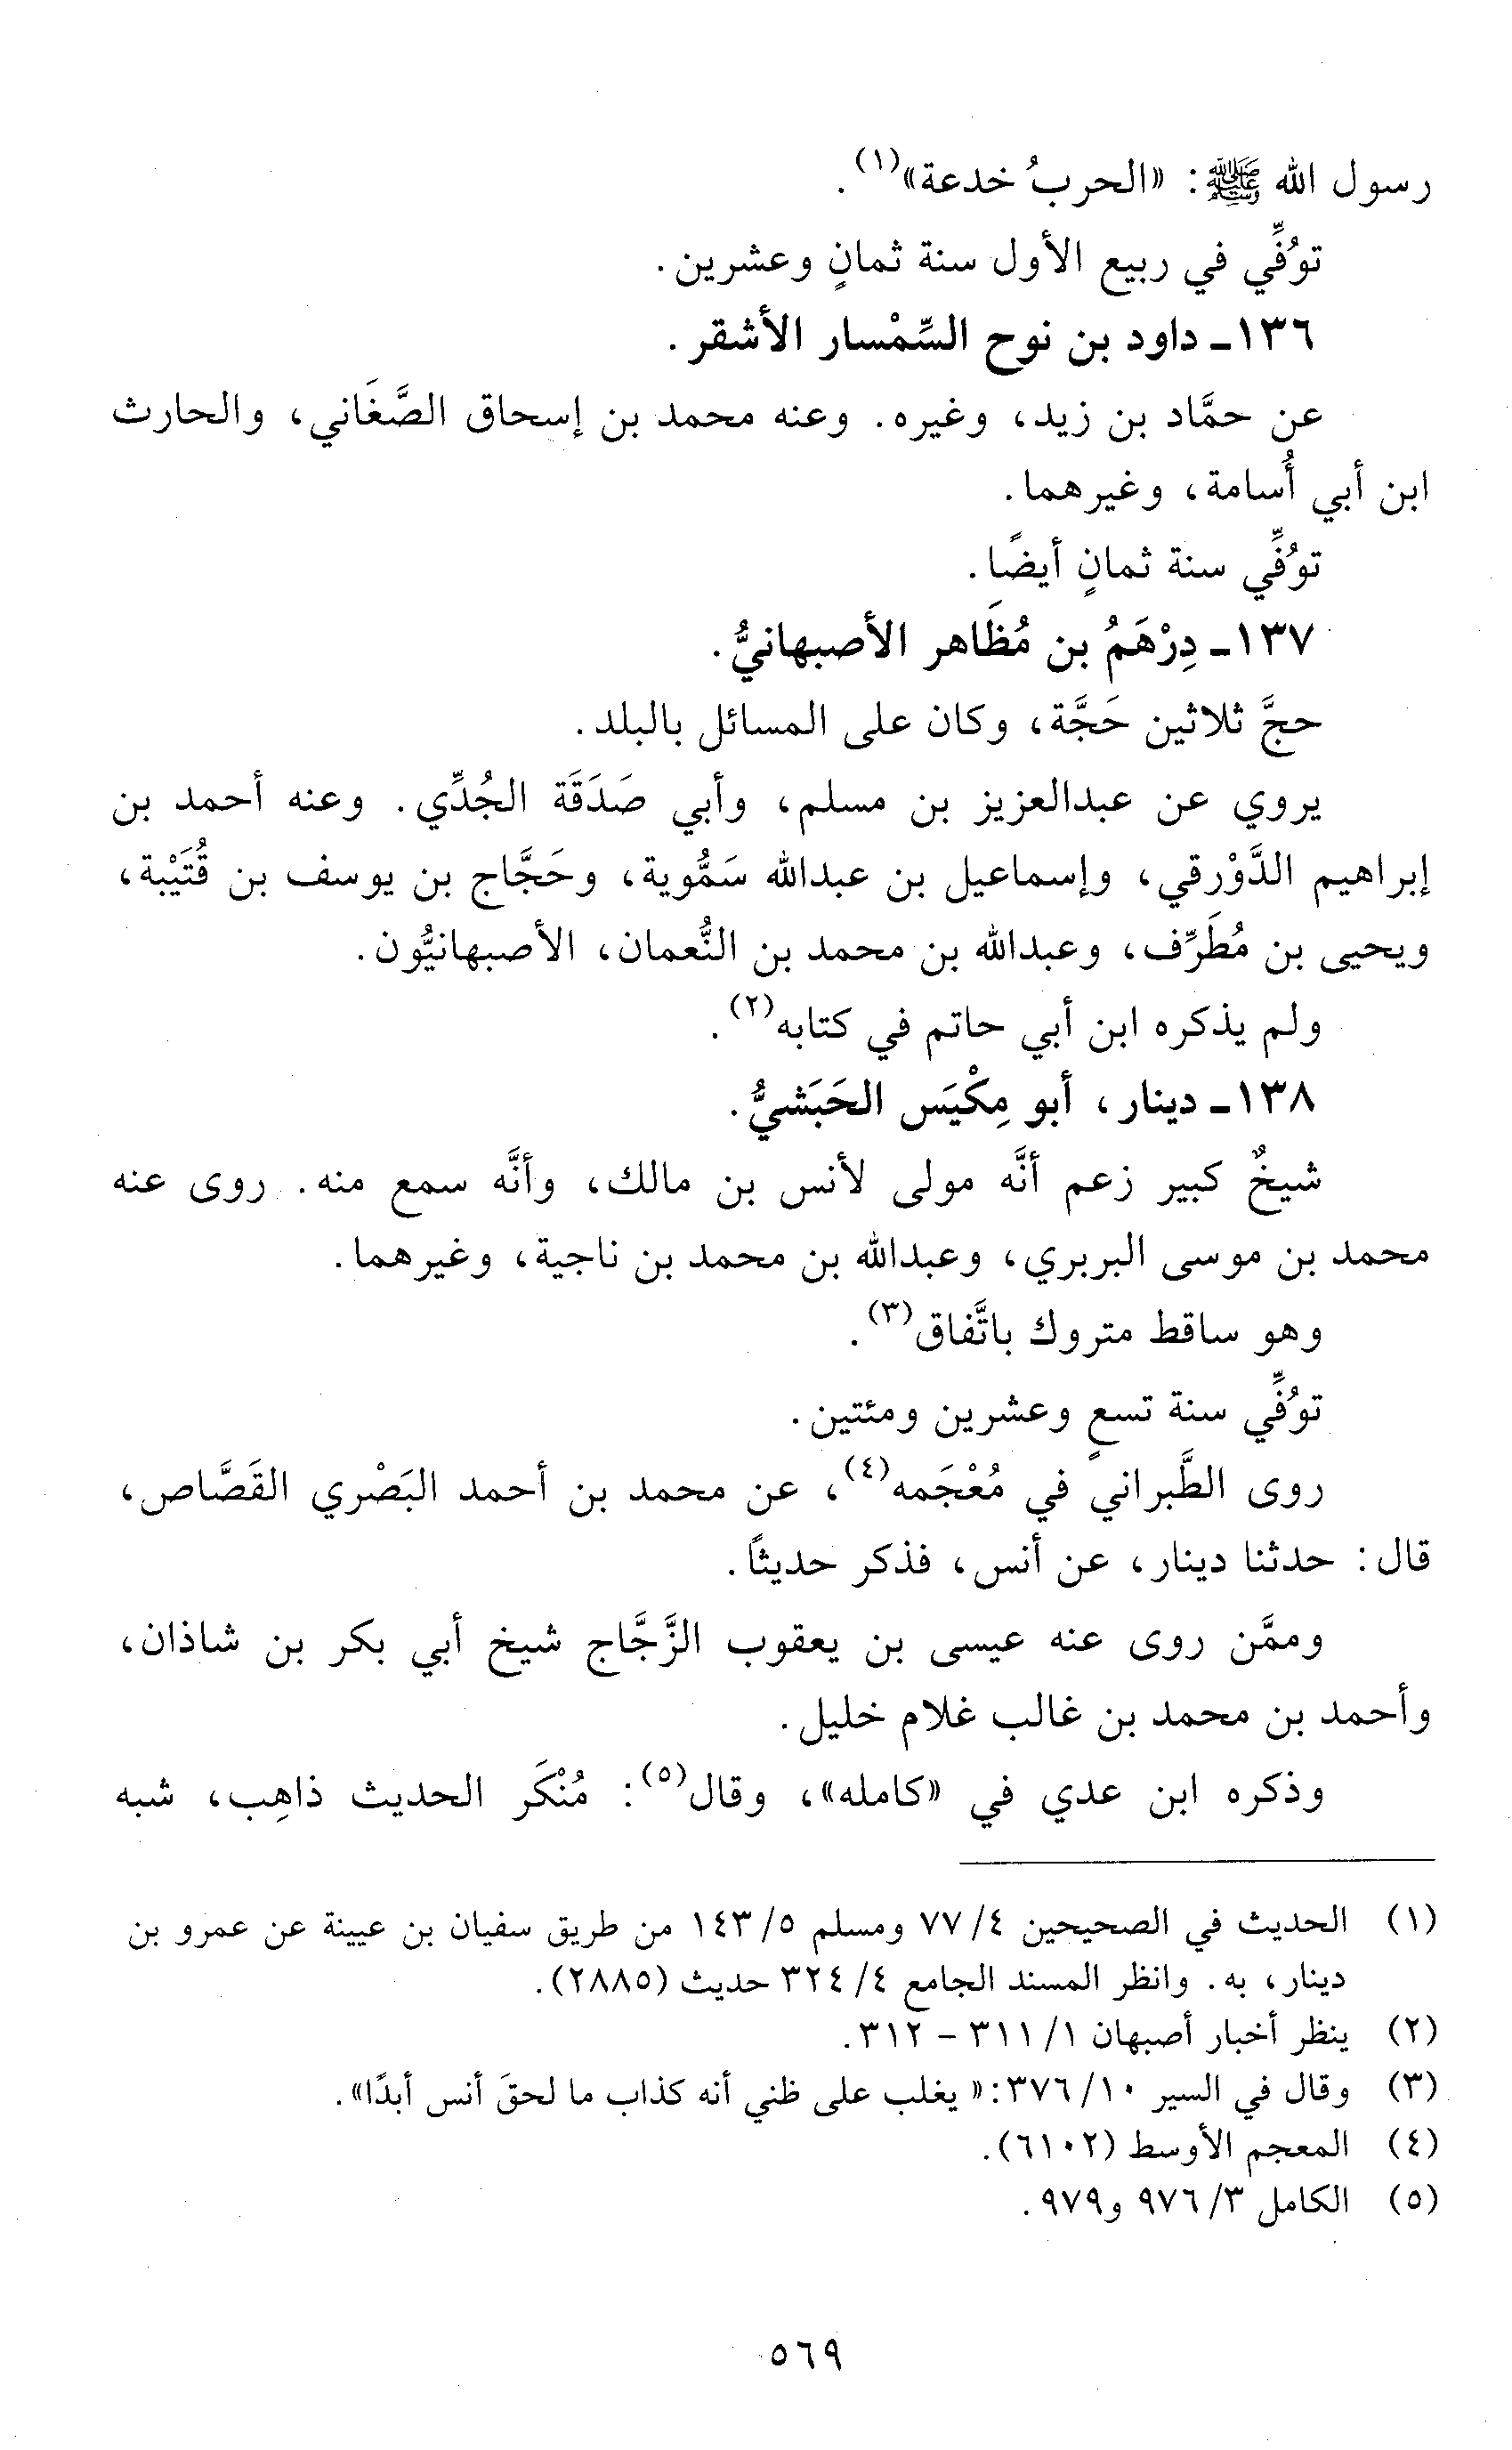 رسول الله ﷺ: «الحربُ خدعة»(١).
توُفِّي في ربيع الأول سنة ثمانٍ وعشرين.
١٣٦ـ داود بن نوح السِّمْسار الأشقر.
عن حمَّاد بن زيد، وغيره. وعنه محمد بن إسحاق الصَّغَاني، والحارث
ابن أبي أُسامة، وغيرهما.
توُفِّي سنة ثمانٍ أيضًا.
١٣٧ـ دِرْهَمُ بن مُظَاهر الأصبهانيُّ.
حجَّ ثلاثين حَجَّة، وكان على المسائل بالبلد.
يروي عن عبدالعزيز بن مسلم، وأبي صَدَقَة الجُدِّي. وعنه أحمد بن
إبراهيم الدَّوْرقي، وإسماعيل بن عبدالله سَمُّوية، وحَجَّاج بن يوسف بن قُتَيْبة،
ويحيى بن مُطَرِّف، وعبدالله بن محمد بن النُّعمان، الأصبهانيُّون.
ولم يذكره ابن أبي حاتم في كتابه(٢).
١٣٨ـ دينار، أبو مِكْيَس الحَبَشيُّ.
شيخٌ كبير زعم أنَّه مولى لأنس بن مالك، وأنَّه سمع منه. روى عنه
محمد بن موسى البربري، وعبدالله بن محمد بن ناجية، وغيرهما.
وهو ساقط متروك باتَّفاق(٣).
توُفِّي سنة تسعٍ وعشرين ومئتين.
روى الطَّبراني في مُعْجَمه(٤)، عن محمد بن أحمد البَصْري القَصَّاص،
قال: حدثنا دينار، عن أنس، فذكر حديثًا.
وممَّن روى عنه عيسى بن يعقوب الزَّجَّاج شيخ أبي بكر بن شاذان،
وأحمد بن محمد بن غالب غلام خليل.
وذكره ابن عدي في «كامله»، وقال(٥): مُنْكَر الحديث ذاهِب، شبه
(١) الحديث في الصحيحين ٤/ ٧٧ ومسلم ٥/ ١٤٣ من طريق سفيان بن عيينة عن عمرو بن
دينار، به. وانظر المسند الجامع ٤/ ٣٢٤ حديث (٢٨٨٥).
(٢) ينظر أخبار أصبهان ١/ ٣١١ - ٣١٢.
(٣) وقال في السير ١٠/ ٣٧٦: «يغلب على ظني أنه كذاب ما لحقَ أنس أبدًا».
(٤) المعجم الأوسط (٦١٠٢).
(٥) الكامل ٣/ ٩٧٦ و٩٧٩.
٥٦٩